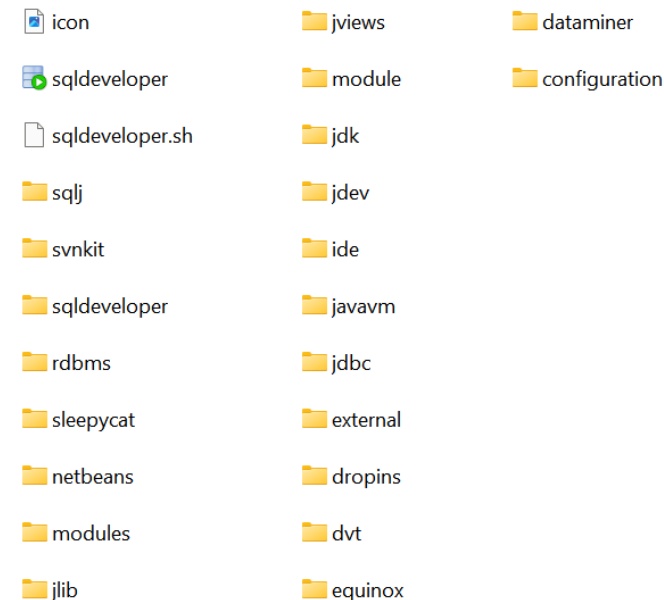 icon
sqldeveloper
sqldeveloper.sh
sqlj
svnkit
sqldeveloper
rdbms
sleepycat
netbeans
modules
jlib
jviews
module
jdk
jdev
ide
javavm
jdbc
external
dropins
dvt
equinox
dataminer
configuration